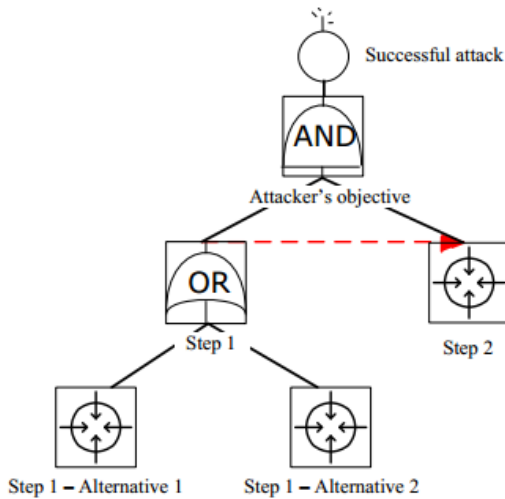 Successful attack
AND
Attacker's objective
OR
Step 1
Step 2
Step 1 – Alternative 1
Step 1 – Alternative 2